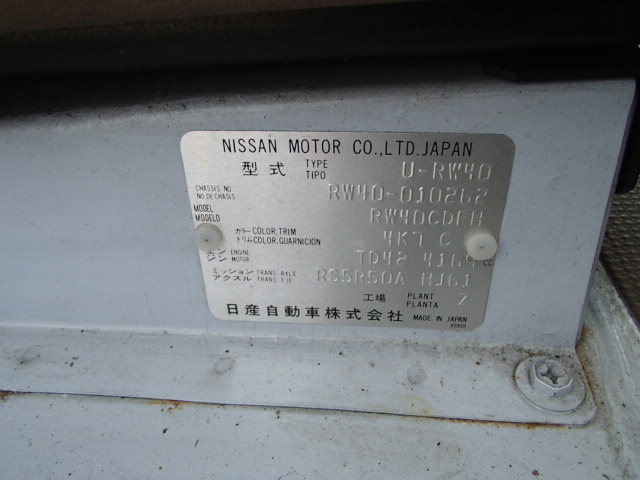 NISSAN MOTOR CO.,LTD.JAPAN
型式 TYPE TIPO U-RW40
CHASSIS NO. NO DE CHASIS RW40-010262
MODEL MODELO RW40GDFH
カラー COLOR,TRIM トリム COLOR,GUARNICION 4K7 C
ン ENGINE ジン MOTOR TD42 4169 CC
ミッション TRANS. AXLE アクスル TRANS. EJE RS5R50A HJ61
工場 PLANT PLANTA Z
日産自動車株式会社 MADE IN JAPAN